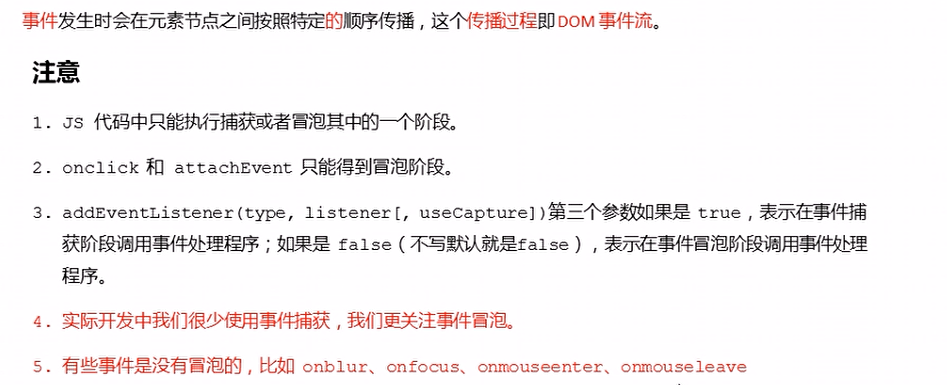 事件发生时会在元素节点之间按照特定的顺序传播，这个传播过程即DOM 事件流。
注意
1. JS 代码中只能执行捕获或者冒泡其中的一个阶段。
2. onclick 和 attachEvent 只能得到冒泡阶段。
3. addEventListener(type, listener[, useCapture])第三个参数如果是 true，表示在事件捕
获阶段调用事件处理程序；如果是 false（不写默认就是false），表示在事件冒泡阶段调用事件处理
程序。
4. 实际开发中我们很少使用事件捕获，我们更关注事件冒泡。
5. 有些事件是没有冒泡的，比如 onblur、onfocus、onmouseenter、onmouseleave